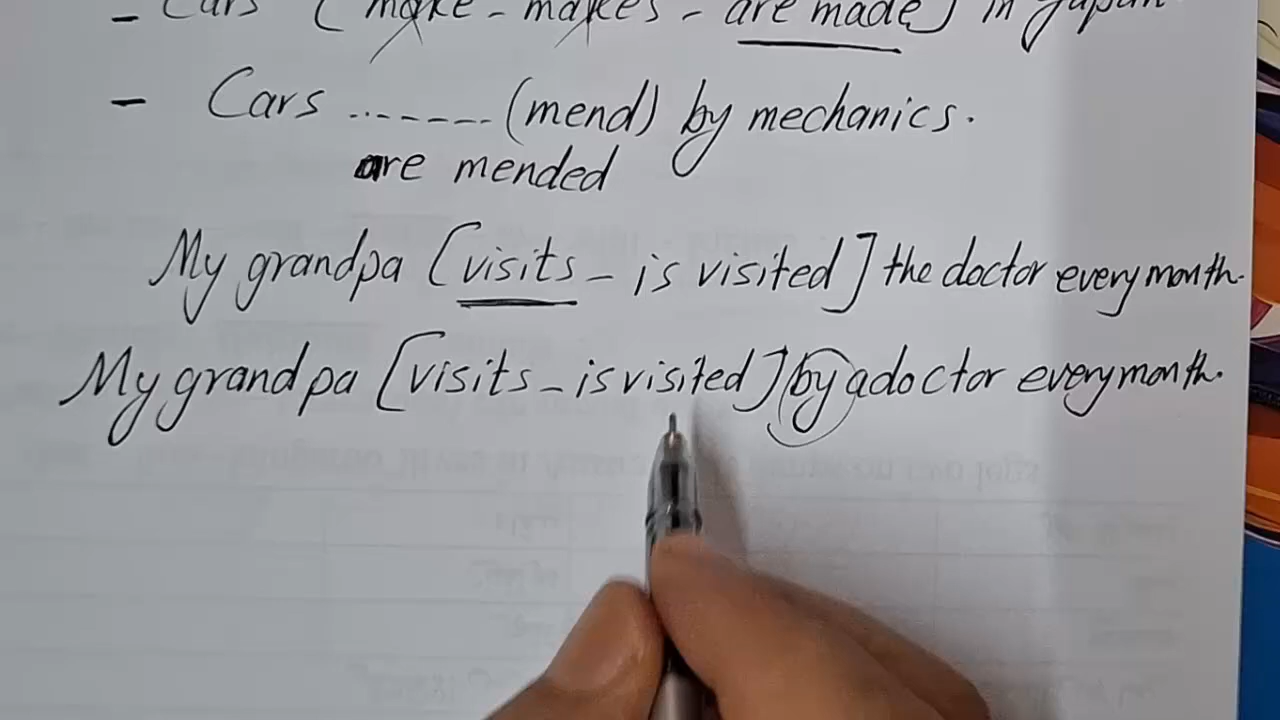 - Cars [make - makes - are made] in Japan
- Cars ....... (mend) by mechanics.
are mended
My grandpa [visits - is visited] the doctor every month.
My grandpa [visits - is visited] by a doctor every month.